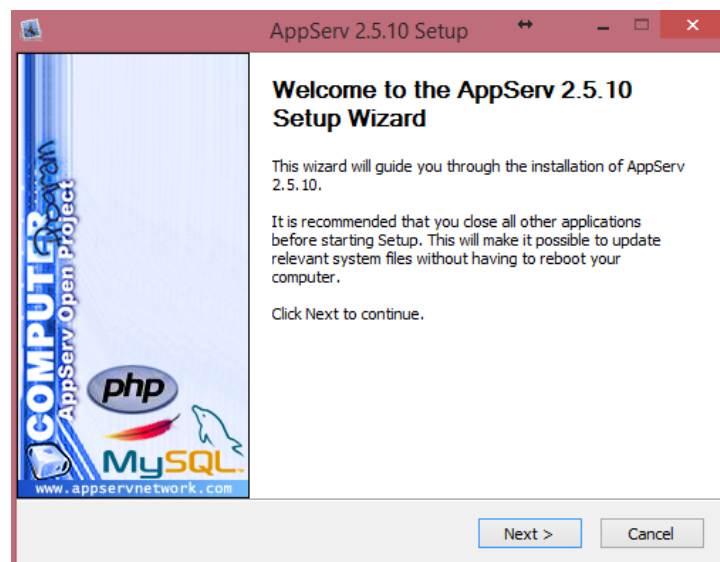 AppServ 2.5.10 Setup
Welcome to the AppServ 2.5.10
Setup Wizard
This wizard will guide you through the installation of AppServ
2.5.10.
It is recommended that you close all other applications
before starting Setup. This will make it possible to update
relevant system files without having to reboot your
computer.
Click Next to continue.
COMPUTER
Program
AppServ Open Project
php
MySQL
www.appservnetwork.com
Next >
Cancel